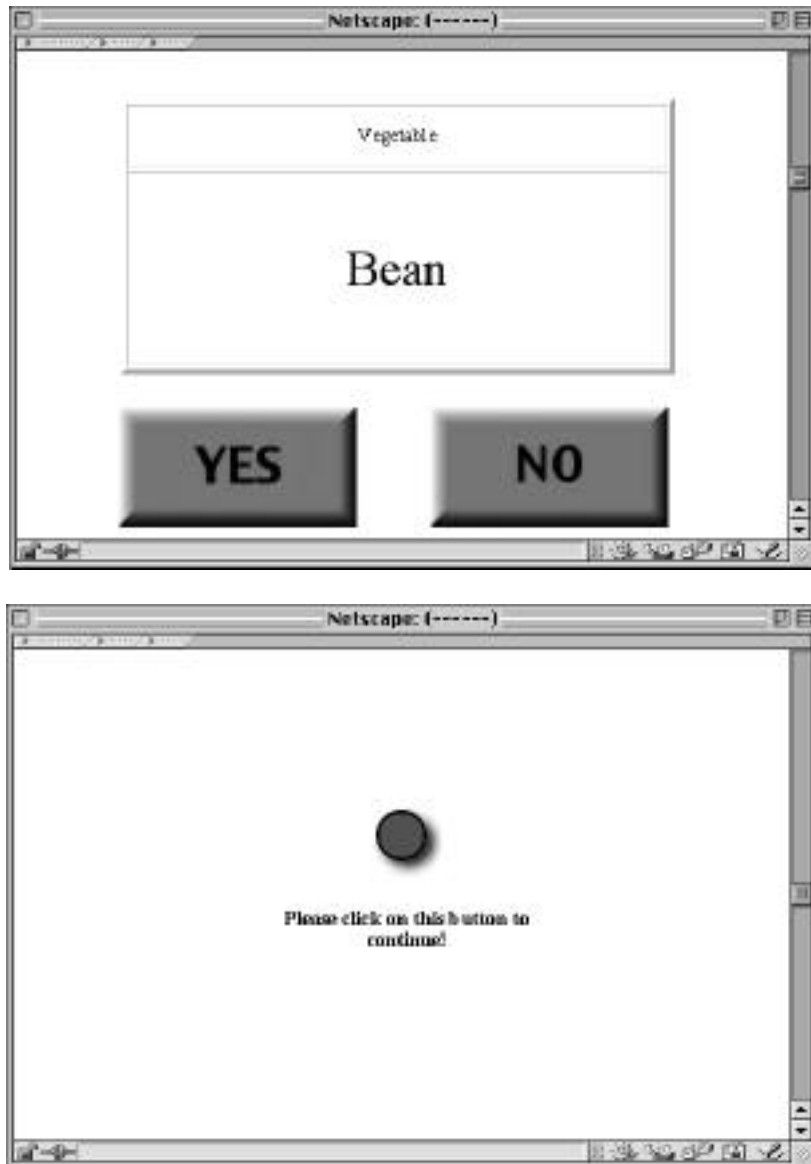 Netscape: (------)
Vegetable
Bean
YES NO
Netscape: (------)
Please click on this button to
continue!